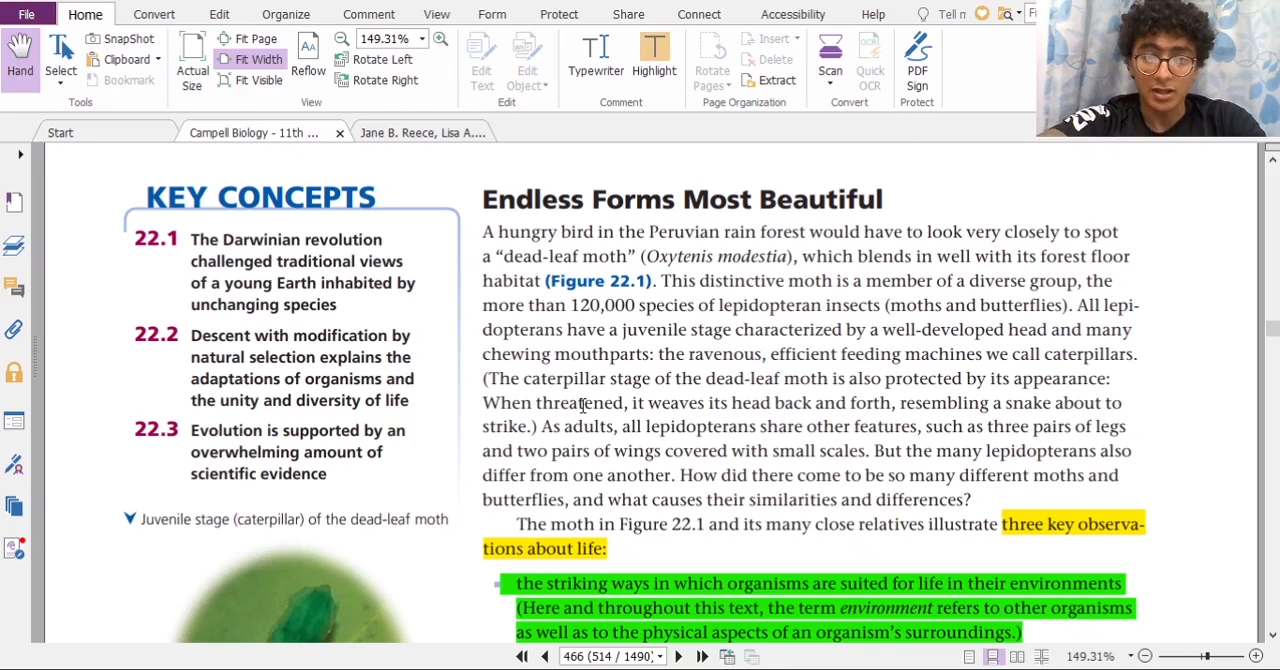 File
Home
Convert
Edit
Organize
Comment
View
Form
Protect
Share
Connect
Accessibility
Help
Tell
Hand
Select
SnapShot
Clipboard
Bookmark
Tools
Actual
Size
Fit Page
Fit Width
Fit Visible
Reflow
149.31%
Rotate Left
Rotate Right
View
Edit
Text
Edit
Object
Edit
Typewriter
Highlight
Comment
Rotate
Pages
Insert
Delete
Extract
Page Organization
Scan
Quick
OCR
Convert
PDF
Sign
Protect
Start
Campell Biology - 11th ...
Jane B. Reece, Lisa A....
KEY CONCEPTS
22.1 The Darwinian revolution
challenged traditional views
of a young Earth inhabited by
unchanging species
22.2 Descent with modification by
natural selection explains the
adaptations of organisms and
the unity and diversity of life
22.3 Evolution is supported by an
overwhelming amount of
scientific evidence
Juvenile stage (caterpillar) of the dead-leaf moth
Endless Forms Most Beautiful
A hungry bird in the Peruvian rain forest would have to look very closely to spot
a “dead-leaf moth” (Oxytenis modestia), which blends in well with its forest floor
habitat (Figure 22.1). This distinctive moth is a member of a diverse group, the
more than 120,000 species of lepidopteran insects (moths and butterflies). All lepi-
dopterans have a juvenile stage characterized by a well-developed head and many
chewing mouthparts: the ravenous, efficient feeding machines we call caterpillars.
(The caterpillar stage of the dead-leaf moth is also protected by its appearance:
When threatened, it weaves its head back and forth, resembling a snake about to
strike.) As adults, all lepidopterans share other features, such as three pairs of legs
and two pairs of wings covered with small scales. But the many lepidopterans also
differ from one another. How did there come to be so many different moths and
butterflies, and what causes their similarities and differences?
The moth in Figure 22.1 and its many close relatives illustrate three key observa-
tions about life:
the striking ways in which organisms are suited for life in their environments
(Here and throughout this text, the term environment refers to other organisms
as well as to the physical aspects of an organism’s surroundings.)
466 (514 / 1490)
149.31%